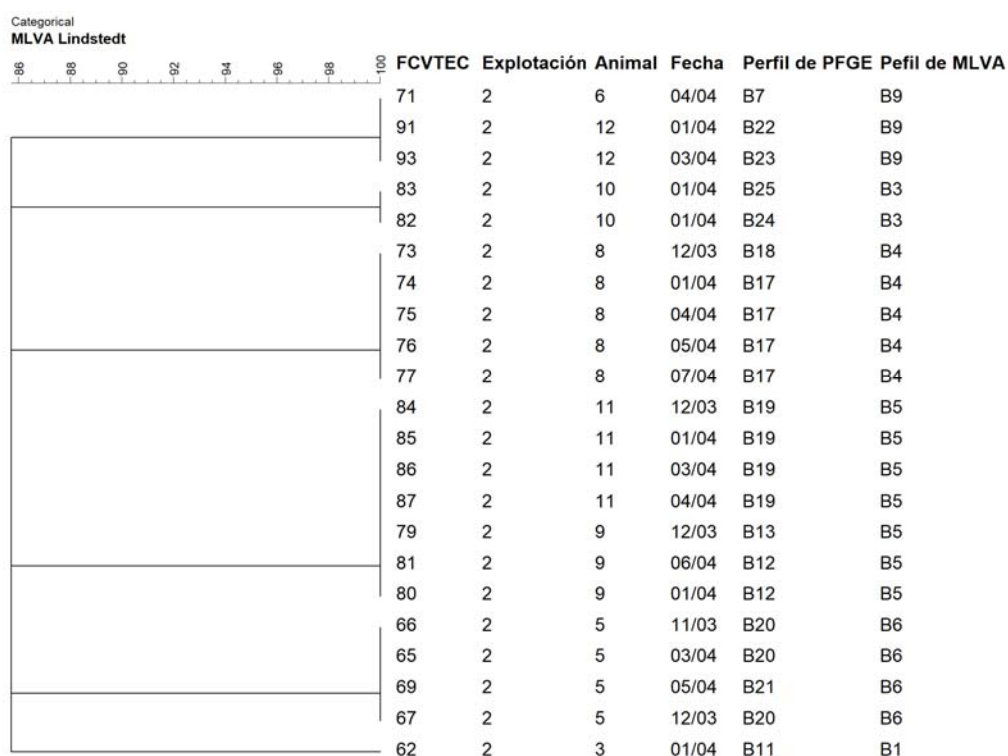 Categorical
MLVA Lindstedt
86 88 90 92 94 96 98 100
FCVTEC Explotación Animal Fecha Perfil de PFGE Pefil de MLVA
71 2 6 04/04 B7 B9
91 2 12 01/04 B22 B9
93 2 12 03/04 B23 B9
83 2 10 01/04 B25 B3
82 2 10 01/04 B24 B3
73 2 8 12/03 B18 B4
74 2 8 01/04 B17 B4
75 2 8 04/04 B17 B4
76 2 8 05/04 B17 B4
77 2 8 07/04 B17 B4
84 2 11 12/03 B19 B5
85 2 11 01/04 B19 B5
86 2 11 03/04 B19 B5
87 2 11 04/04 B19 B5
79 2 9 12/03 B13 B5
81 2 9 06/04 B12 B5
80 2 9 01/04 B12 B5
66 2 5 11/03 B20 B6
65 2 5 03/04 B20 B6
69 2 5 05/04 B21 B6
67 2 5 12/03 B20 B6
62 2 3 01/04 B11 B1